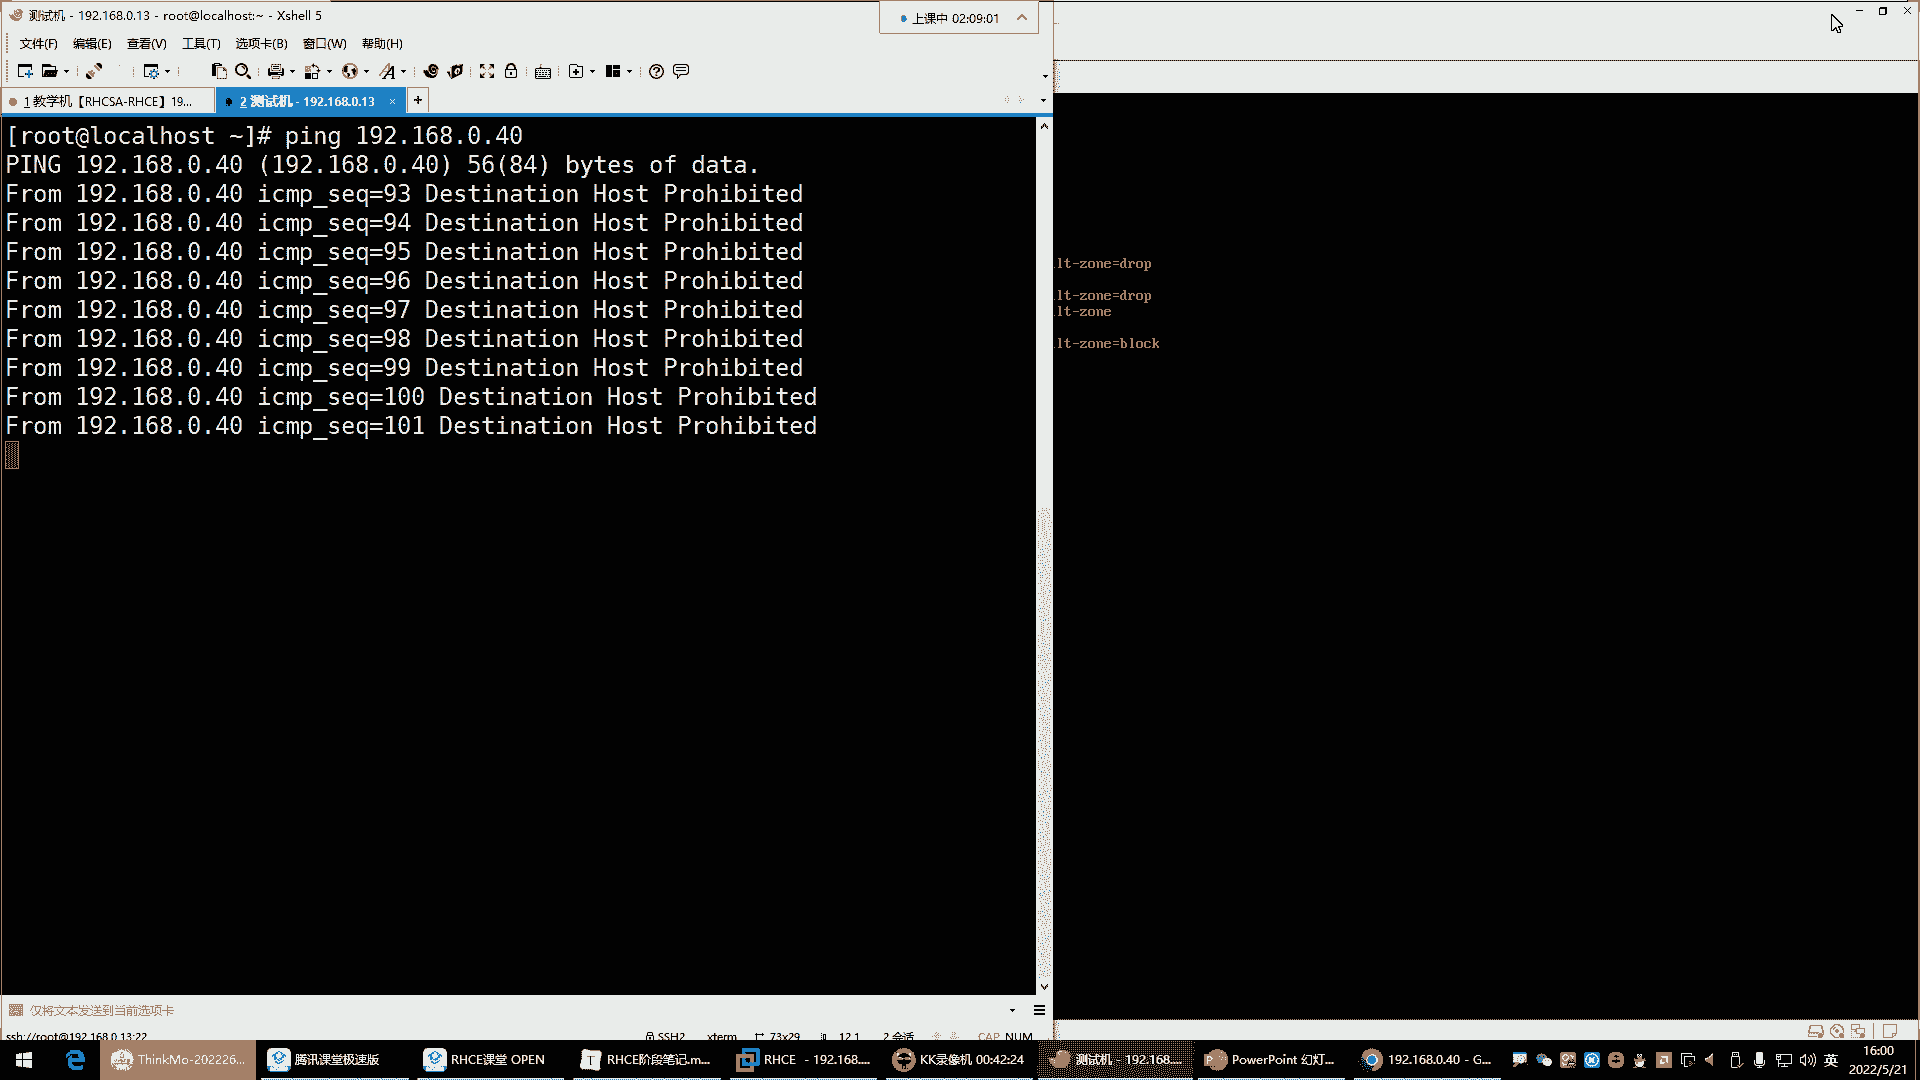 测试机 - 192.168.0.13 - root@localhost:~ - Xshell 5
上课中 02:09:01
文件(F) 编辑(E) 查看(V) 工具(T) 选项卡(B) 窗口(W) 帮助(H)
1 教学机【RHCSA-RHCE】19...
2 测试机 - 192.168.0.13 × +
[root@localhost ~]# ping 192.168.0.40
PING 192.168.0.40 (192.168.0.40) 56(84) bytes of data.
From 192.168.0.40 icmp_seq=93 Destination Host Prohibited
From 192.168.0.40 icmp_seq=94 Destination Host Prohibited
From 192.168.0.40 icmp_seq=95 Destination Host Prohibited
From 192.168.0.40 icmp_seq=96 Destination Host Prohibited
From 192.168.0.40 icmp_seq=97 Destination Host Prohibited
From 192.168.0.40 icmp_seq=98 Destination Host Prohibited
From 192.168.0.40 icmp_seq=99 Destination Host Prohibited
From 192.168.0.40 icmp_seq=100 Destination Host Prohibited
From 192.168.0.40 icmp_seq=101 Destination Host Prohibited
lt-zone=drop
lt-zone=drop
lt-zone
lt-zone=block
仅将文本发送到当前选项卡
ssh://root@192.168.0.13:22 SSH2 xterm 73x29 12,1 2 会话 CAP NUM
ThinkMo-202226... 腾讯课堂极速版 RHCE课堂 OPEN RHCE阶段笔记.m... RHCE - 192.168.... KK录像机 00:42:24 测试机 - 192.168.... PowerPoint 幻灯... 192.168.0.40 - G... 英
16:00
2022/5/21